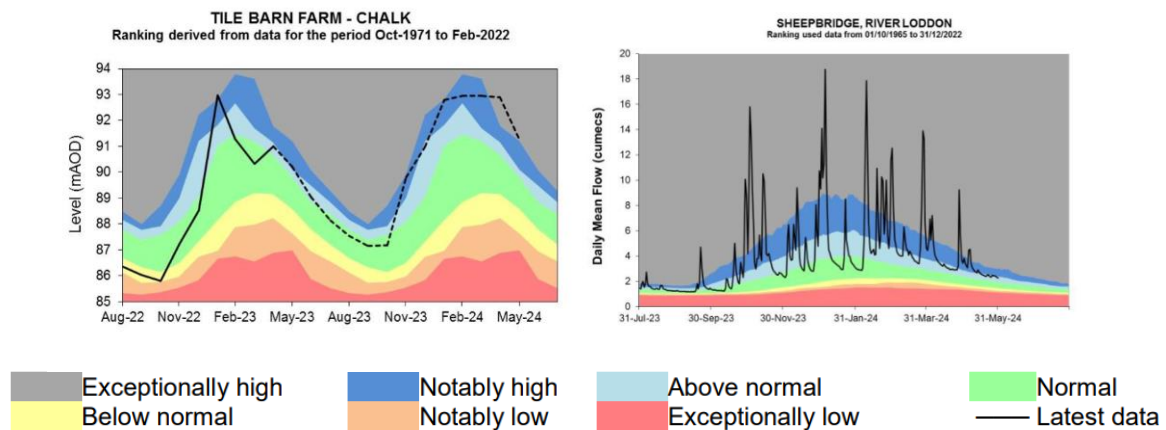 TILE BARN FARM - CHALK
Ranking derived from data for the period Oct-1971 to Feb-2022
94
93
92
91
90
89
88
87
86
85
Level (mAOD)
Aug-22 Nov-22 Feb-23 May-23 Aug-23 Nov-23 Feb-24 May-24
SHEEPBRIDGE, RIVER LODDON
Ranking used data from 01/10/1965 to 31/12/2022
20
18
16
14
12
10
8
6
4
2
0
Daily Mean Flow (cumecs)
31-Jul-23 30-Sep-23 30-Nov-23 31-Jan-24 31-Mar-24 31-May-24
Exceptionally high Notably high Above normal Normal
Below normal Notably low Exceptionally low Latest data